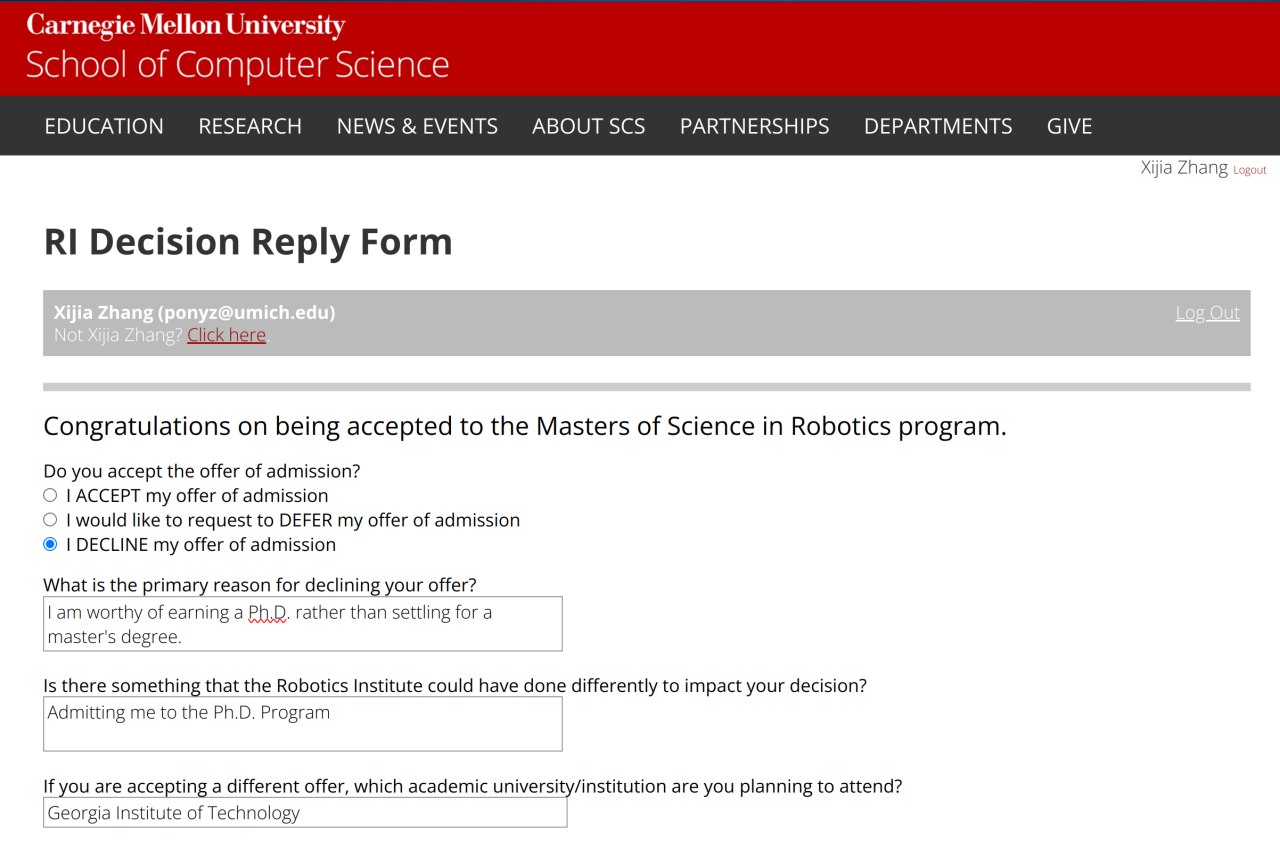 Carnegie Mellon University
School of Computer Science
EDUCATION RESEARCH NEWS & EVENTS ABOUT SCS PARTNERSHIPS DEPARTMENTS GIVE
Xijia Zhang Logout
RI Decision Reply Form
Xijia Zhang (ponyz@umich.edu) Log Out
Not Xijia Zhang? Click here.
Congratulations on being accepted to the Masters of Science in Robotics program.
Do you accept the offer of admission?
I ACCEPT my offer of admission
I would like to request to DEFER my offer of admission
I DECLINE my offer of admission
What is the primary reason for declining your offer?
I am worthy of earning a Ph.D. rather than settling for a
master's degree.
Is there something that the Robotics Institute could have done differently to impact your decision?
Admitting me to the Ph.D. Program
If you are accepting a different offer, which academic university/institution are you planning to attend?
Georgia Institute of Technology